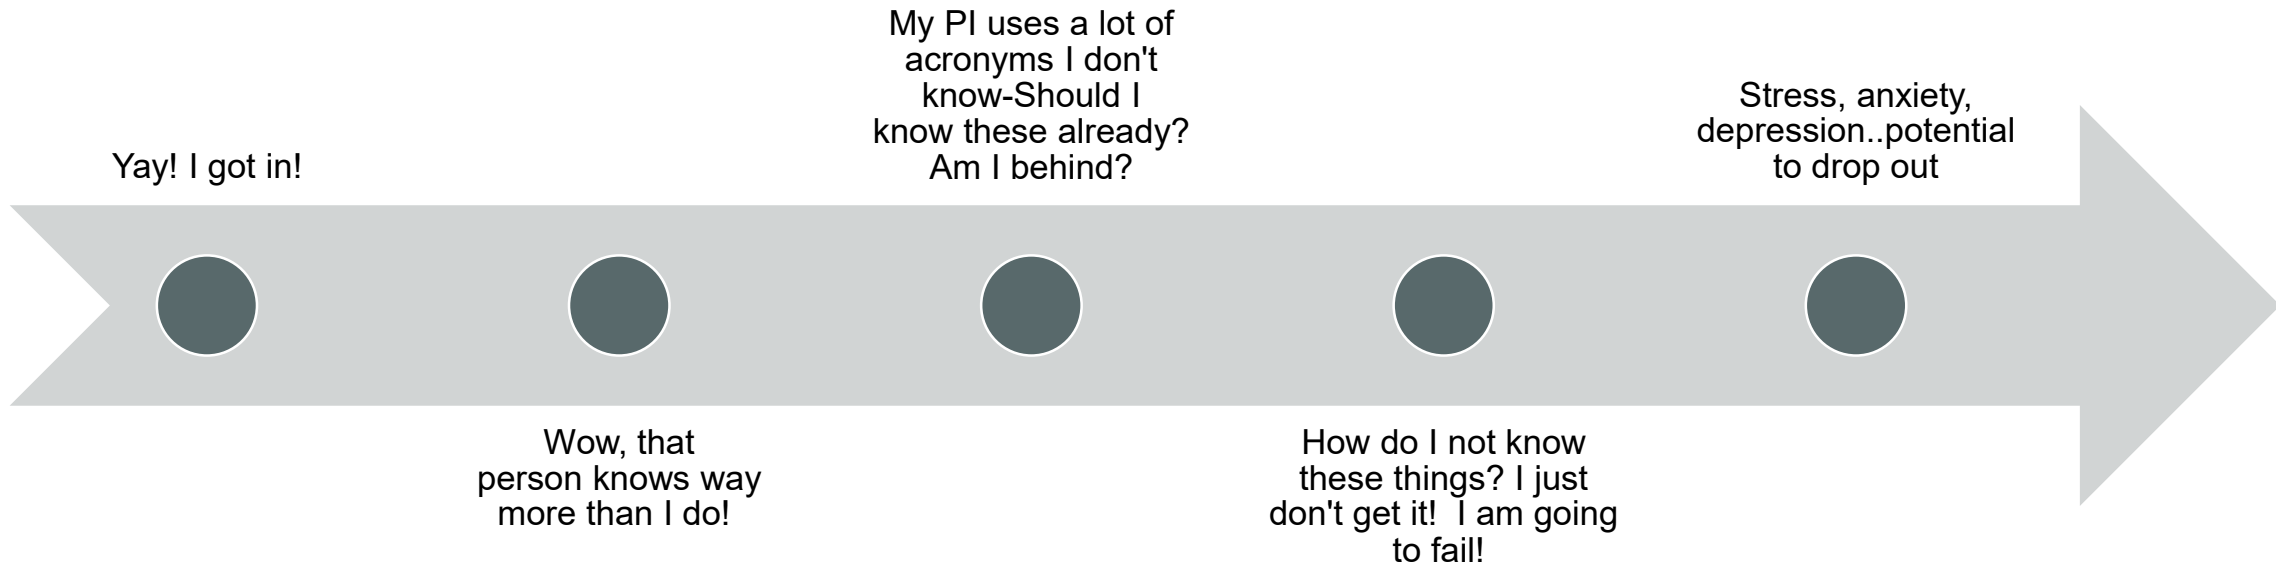 Yay! I got in!
Wow, that
person knows way
more than I do!
My PI uses a lot of
acronyms I don't
know-Should I
know these already?
Am I behind?
How do I not know
these things? I just
don't get it!  I am going
to fail!
Stress, anxiety,
depression..potential
to drop out